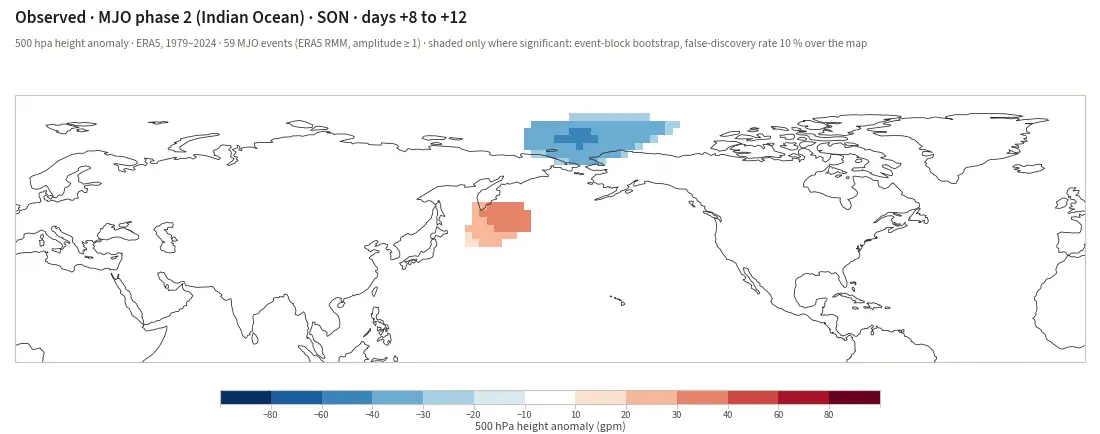 Observed · MJO phase 2 (Indian Ocean) · SON · days +8 to +12
500 hpa height anomaly · ERA5, 1979–2024 · 59 MJO events (ERA5 RMM, amplitude ≥ 1) · shaded only where significant: event-block bootstrap, false-discovery rate 10 % over the map
−80 −60 −40 −30 −20 −10 10 20 30 40 60 80
500 hpa height anomaly (gpm)